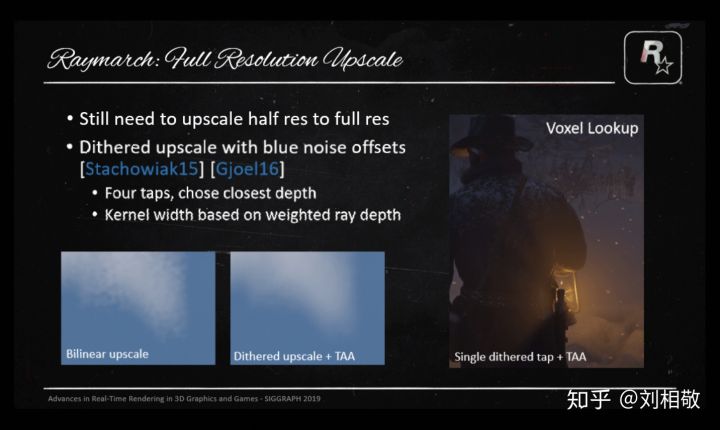 Raymarch: Full Resolution Upscale
R
• Still need to upscale half res to full res
• Dithered upscale with blue noise offsets
[Stachowiak15] [Gjoel16]
• Four taps, chose closest depth
• Kernel width based on weighted ray depth
Voxel Lookup
Bilinear upscale
Dithered upscale + TAA
Single dithered tap + TAA
Advances in Real-Time Rendering in 3D Graphics and Games - SIGGRAPH 2019
知乎 @刘相敬